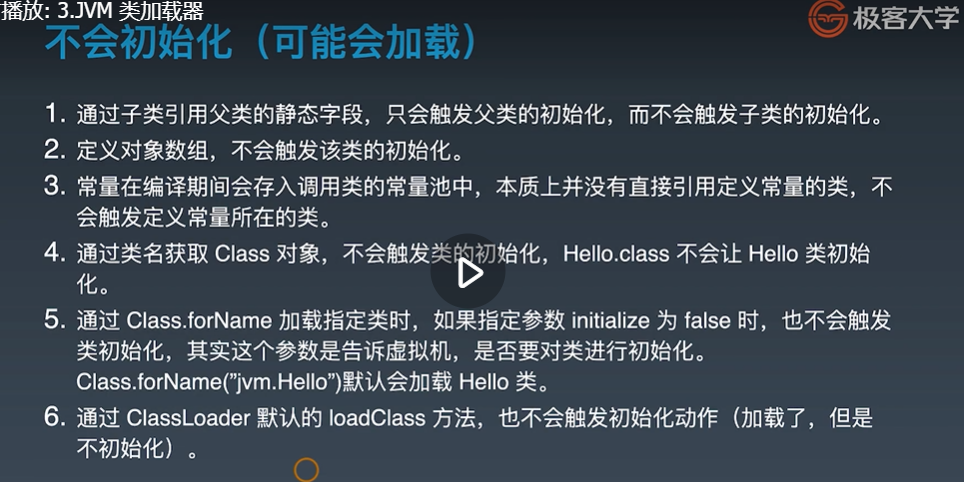 播放: 3.JVM 类加载器
极客大学
不会初始化（可能会加载）
1. 通过子类引用父类的静态字段，只会触发父类的初始化，而不会触发子类的初始化。
2. 定义对象数组，不会触发该类的初始化。
3. 常量在编译期间会存入调用类的常量池中，本质上并没有直接引用定义常量的类，不
会触发定义常量所在的类。
4. 通过类名获取 Class 对象，不会触发类的初始化，Hello.class 不会让 Hello 类初始
化。
5. 通过 Class.forName 加载指定类时，如果指定参数 initialize 为 false 时，也不会触发
类初始化，其实这个参数是告诉虚拟机，是否要对类进行初始化。
Class.forName(”jvm.Hello”)默认会加载 Hello 类。
6. 通过 ClassLoader 默认的 loadClass 方法，也不会触发初始化动作（加载了，但是
不初始化）。